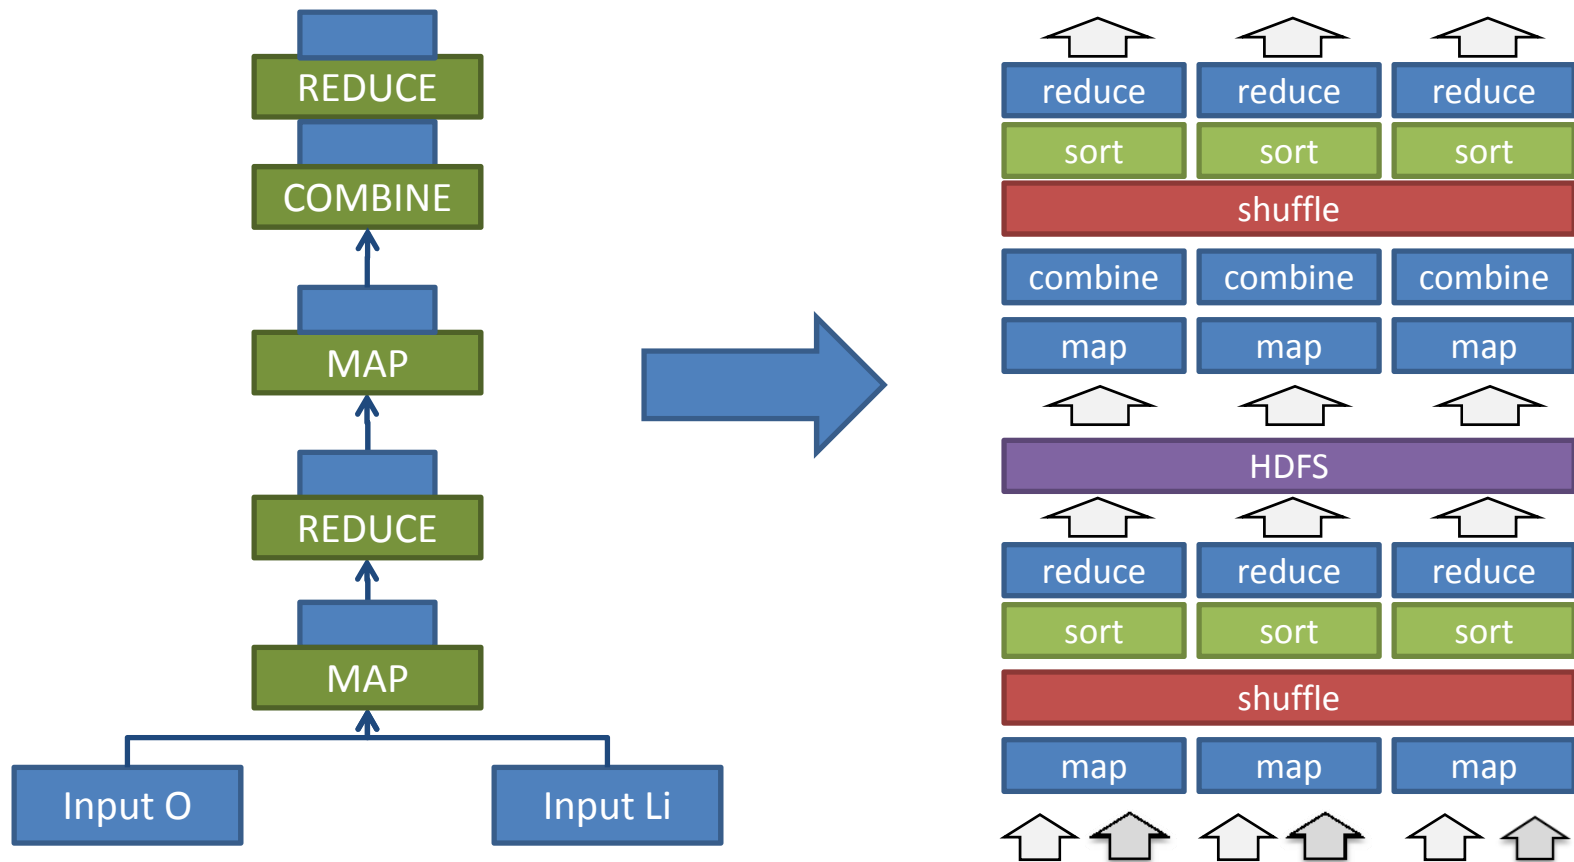 REDUCE
COMBINE
MAP
REDUCE
MAP
Input O
Input Li
reduce reduce reduce
sort sort sort
shuffle
combine combine combine
map map map
HDFS
reduce reduce reduce
sort sort sort
shuffle
map map map